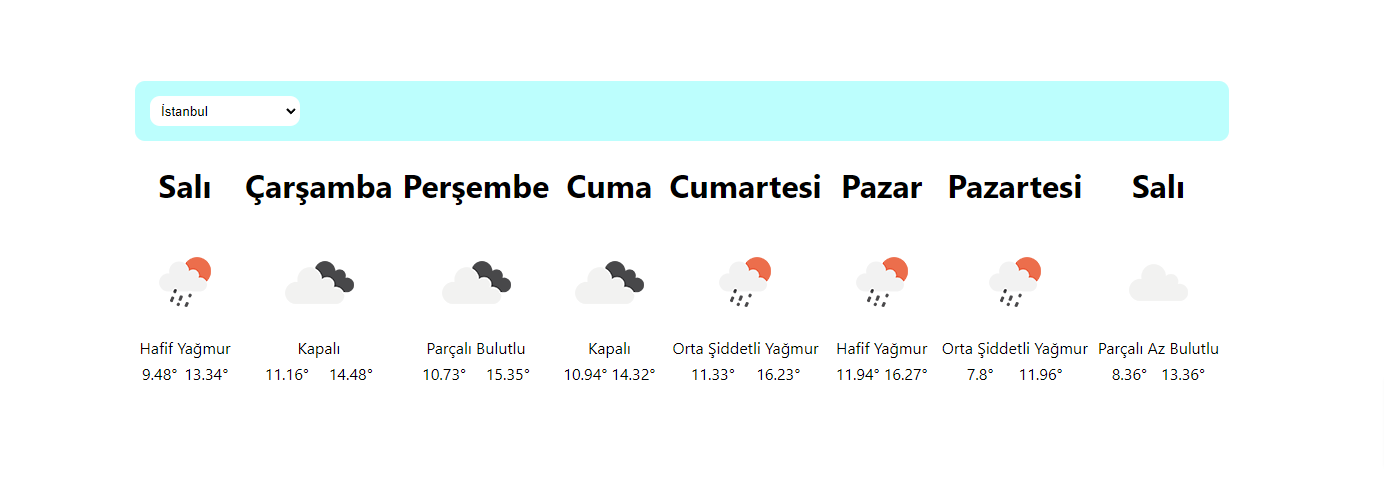 İstanbul
Salı Çarşamba Perşembe Cuma Cumartesi Pazar Pazartesi Salı
Hafif Yağmur Kapalı Parçalı Bulutlu Kapalı Orta Şiddetli Yağmur Hafif Yağmur Orta Şiddetli Yağmur Parçalı Az Bulutlu
9.48° 13.34° 11.16° 14.48° 10.73° 15.35° 10.94° 14.32° 11.33° 16.23° 11.94° 16.27° 7.8° 11.96° 8.36° 13.36°